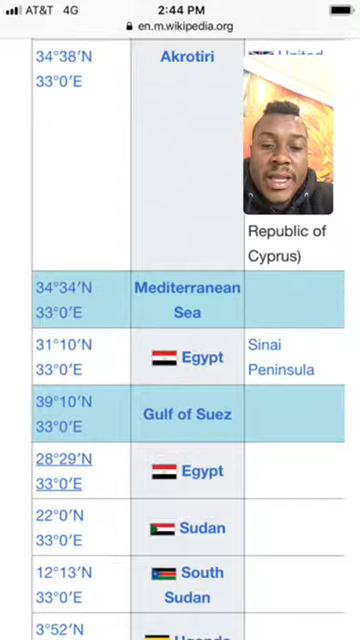 AT&T 4G 2:44 PM
en.m.wikipedia.org
34°38′N
33°0′E
Akrotiri
United
Republic of
Cyprus)
34°34′N
33°0′E
Mediterranean
Sea
31°10′N
33°0′E
Egypt
Sinai
Peninsula
39°10′N
33°0′E
Gulf of Suez
28°29′N
33°0′E
Egypt
22°0′N
33°0′E
Sudan
12°13′N
33°0′E
South
Sudan
3°52′N